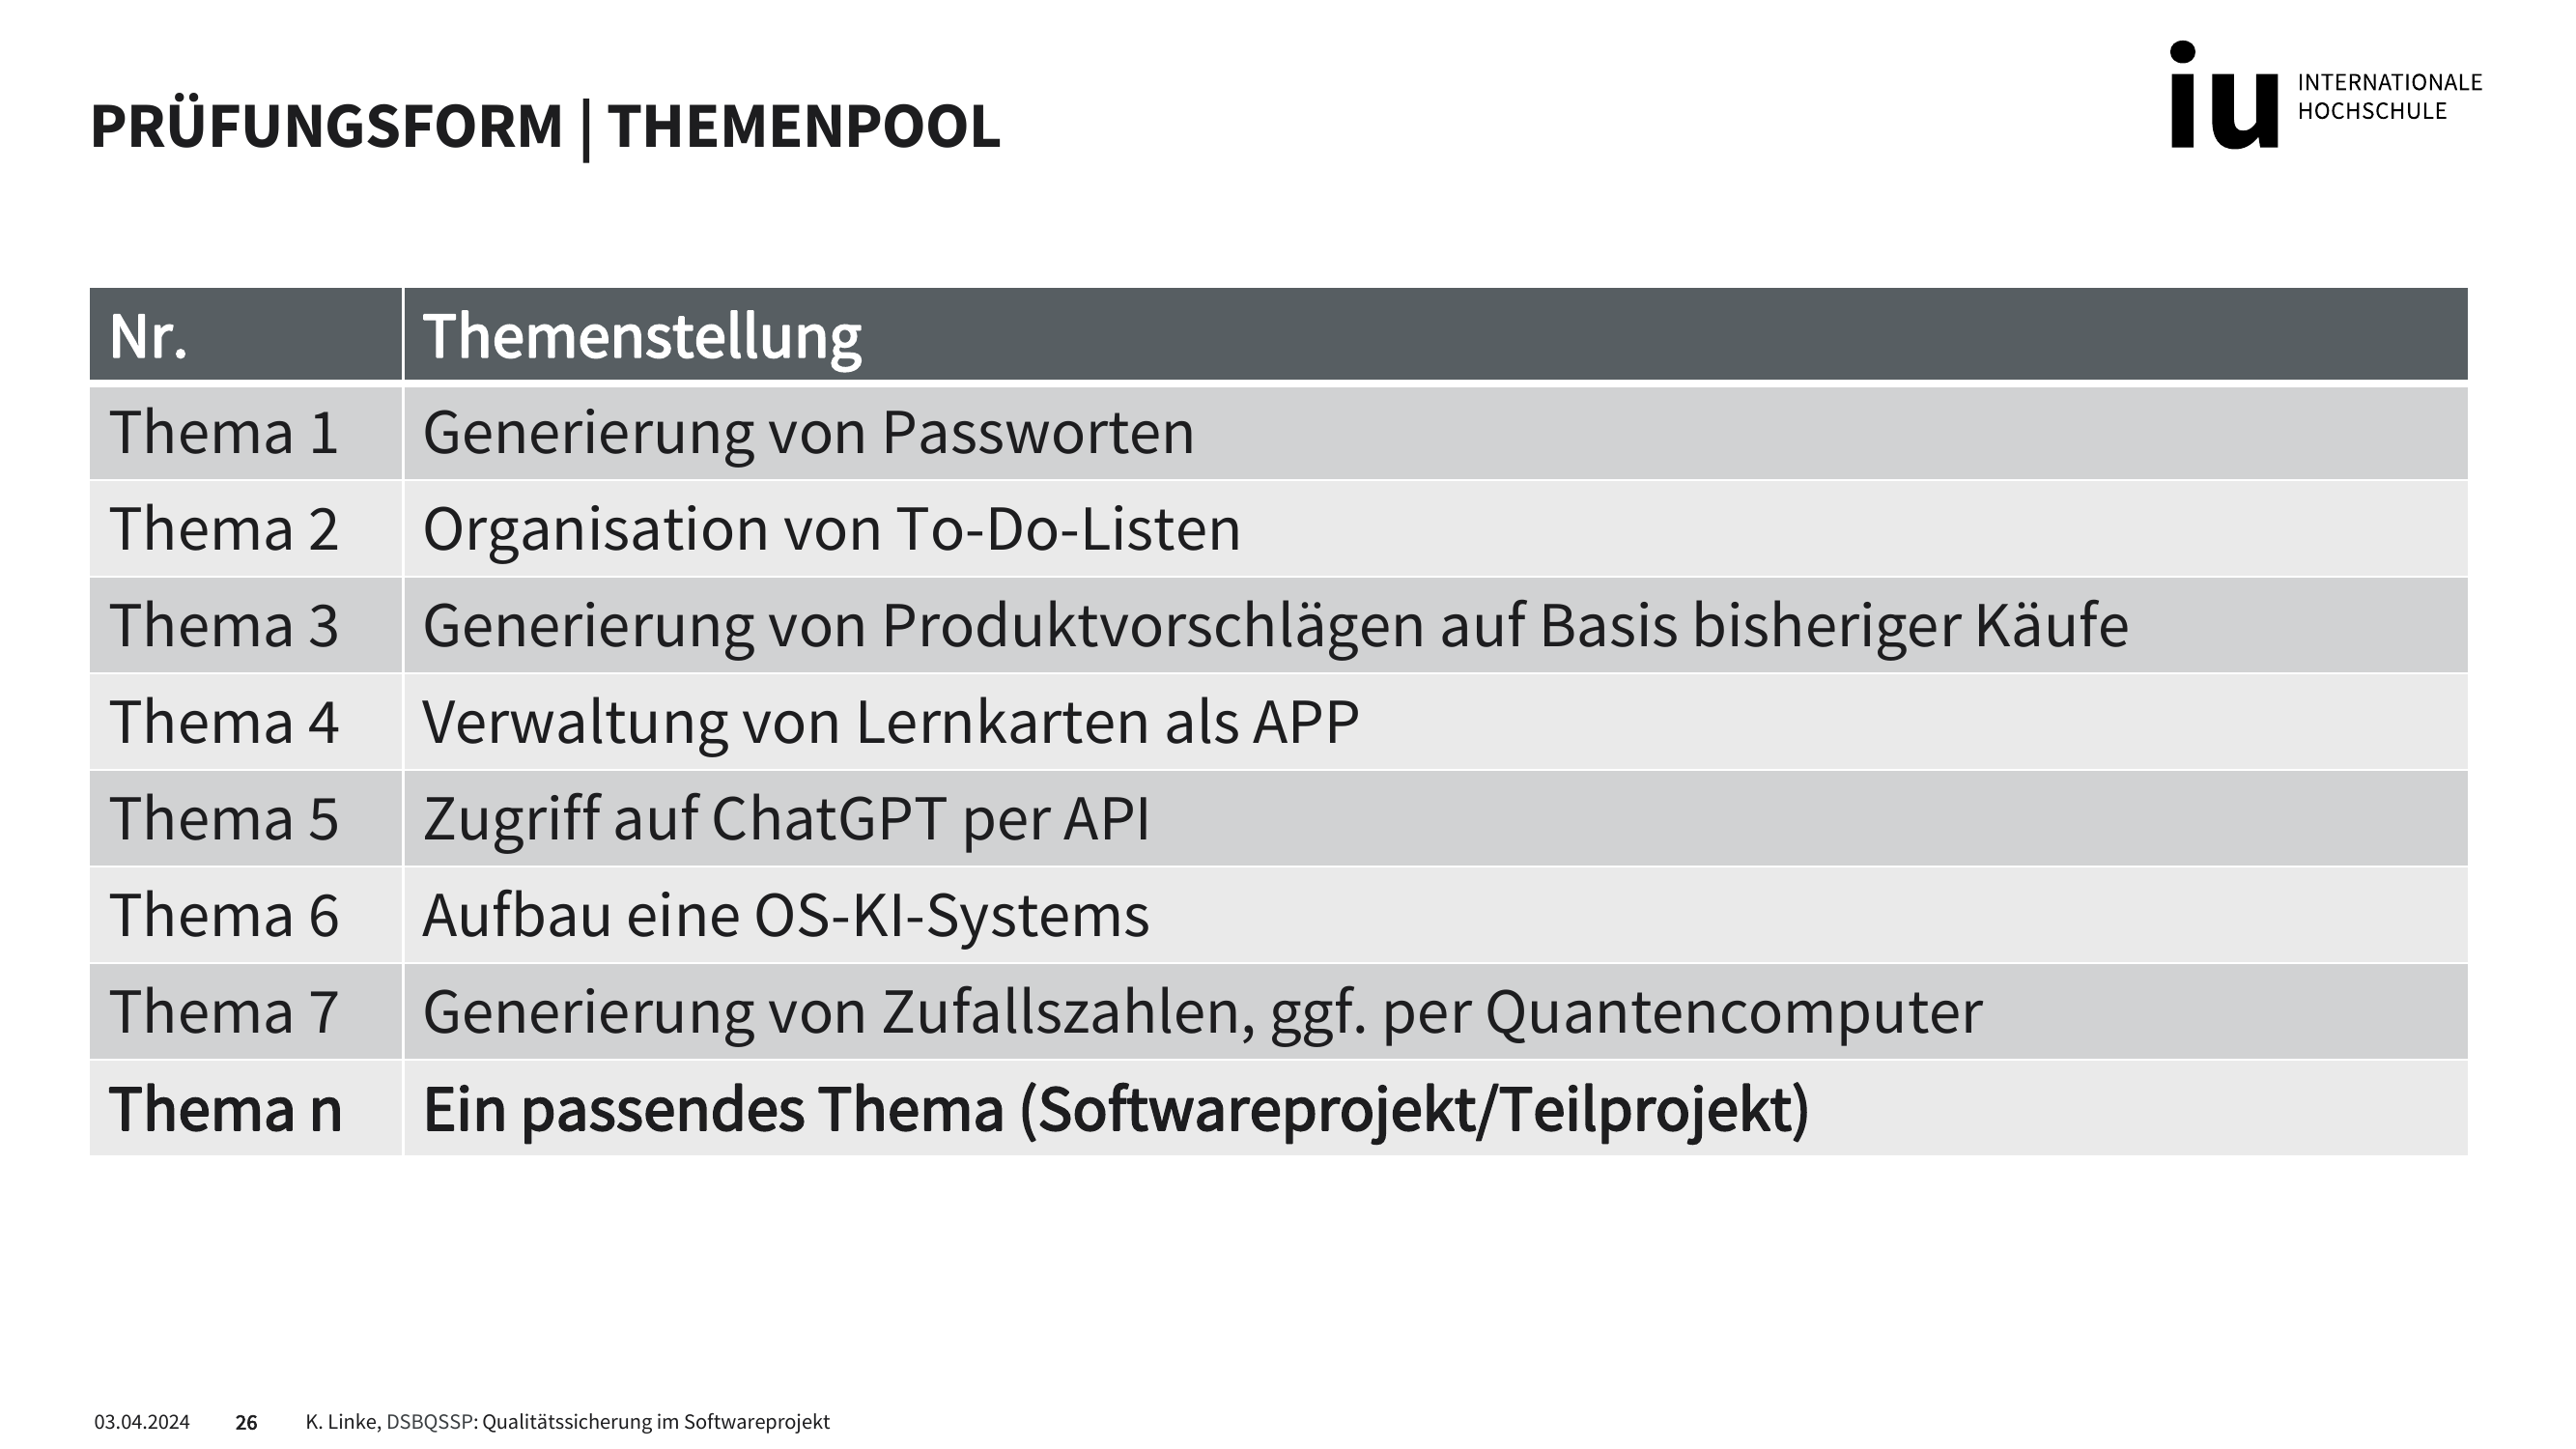 PRÜFUNGSFORM | THEMENPOOL
iu INTERNATIONALE
HOCHSCHULE
Nr. Themenstellung
Thema 1 Generierung von Passworten
Thema 2 Organisation von To-Do-Listen
Thema 3 Generierung von Produktvorschlägen auf Basis bisheriger Käufe
Thema 4 Verwaltung von Lernkarten als APP
Thema 5 Zugriff auf ChatGPT per API
Thema 6 Aufbau eine OS-KI-Systems
Thema 7 Generierung von Zufallszahlen, ggf. per Quantencomputer
Thema n Ein passendes Thema (Softwareprojekt/Teilprojekt)
03.04.2024 26 K. Linke, DSBQSSP: Qualitätssicherung im Softwareprojekt